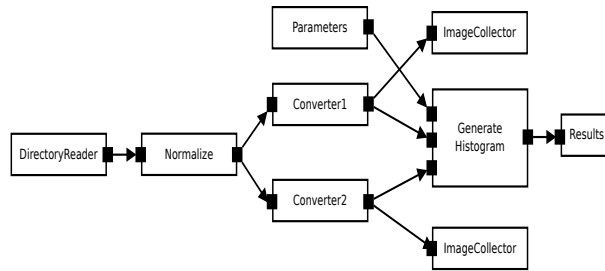 Parameters
ImageCollector
Converter1
DirectoryReader
Normalize
Generate
Histogram
Results
Converter2
ImageCollector